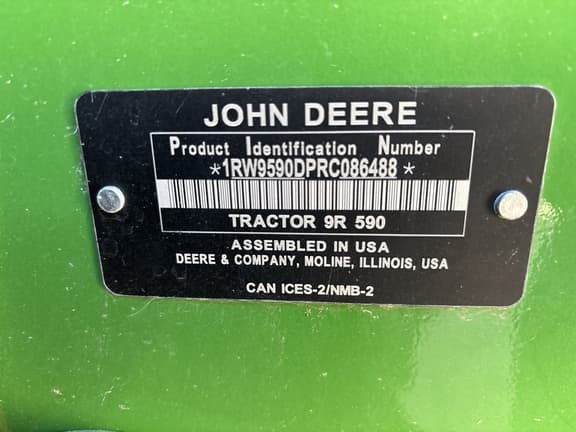 JOHN DEERE
Product Identification Number
*1RW9590DPRC086488*
TRACTOR 9R 590
ASSEMBLED IN USA
DEERE & COMPANY, MOLINE, ILLINOIS, USA
CAN ICES-2/NMB-2